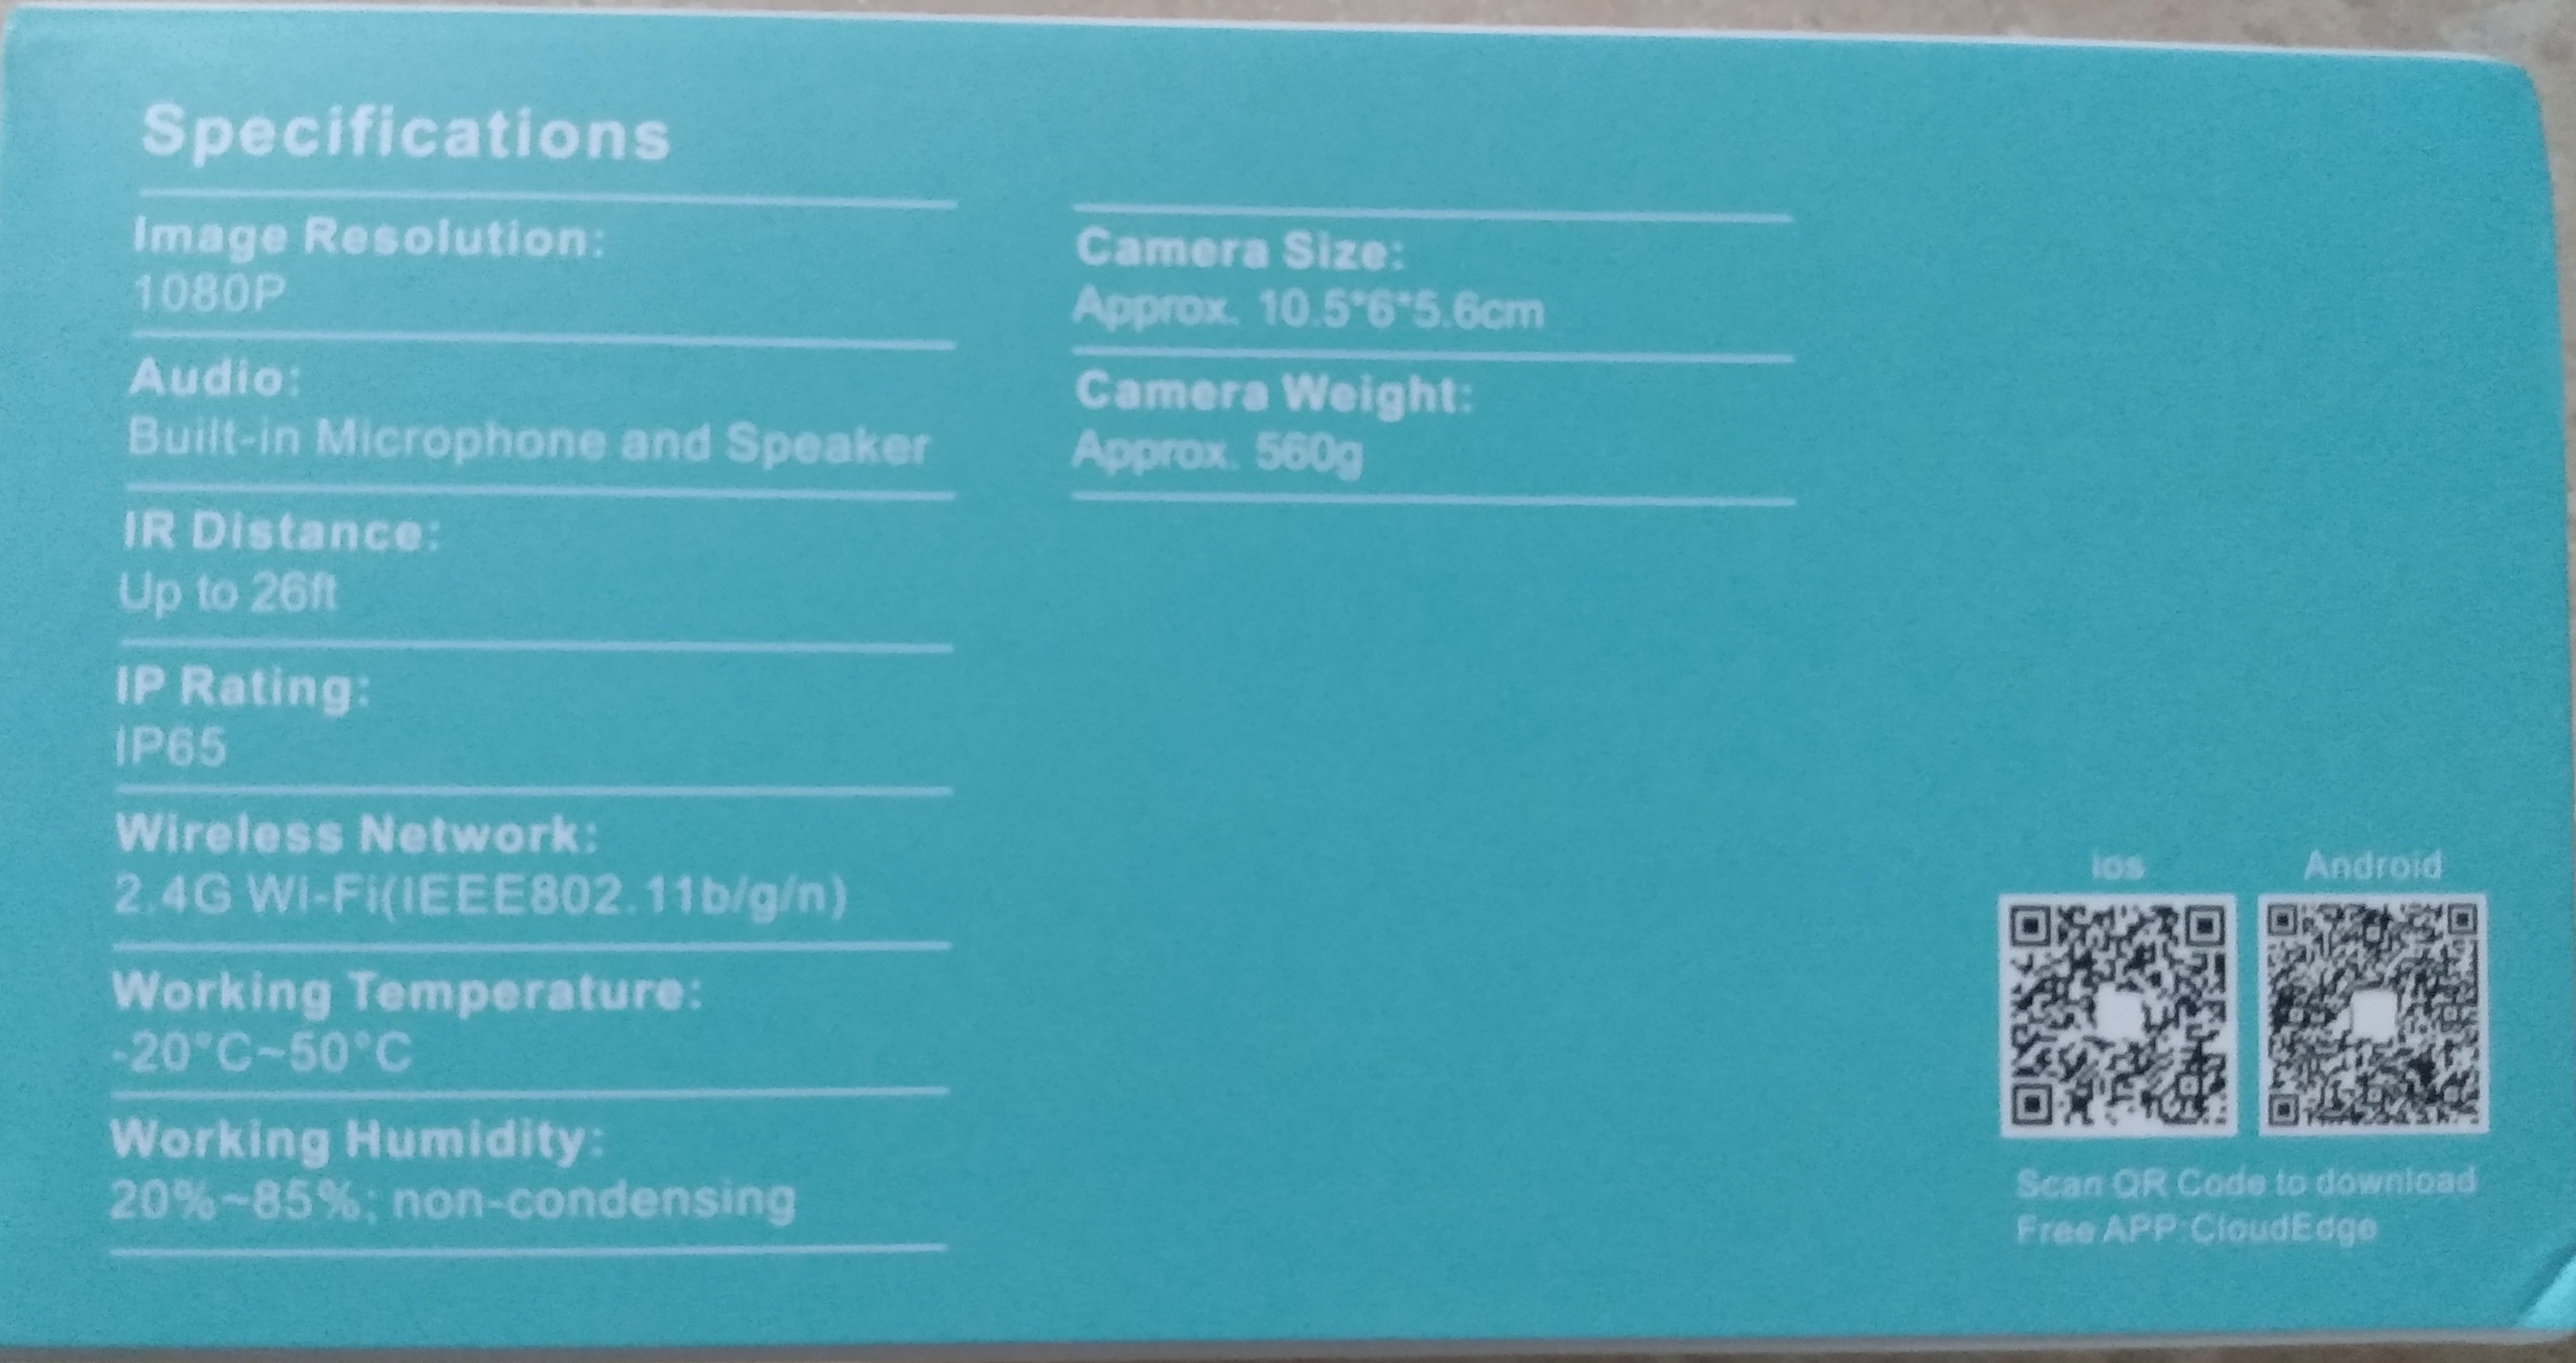 Specifications
Image Resolution:
1080P
Audio:
Built-in Microphone and Speaker
IR Distance:
Up to 26ft
IP Rating:
IP65
Wireless Network:
2.4G Wi-Fi(IEEE802.11b/g/n)
Working Temperature:
-20°C~50°C
Working Humidity:
20%~85%; non-condensing
Camera Size:
Approx. 10.5*6*5.6cm
Camera Weight:
Approx. 560g
ios Android
Scan QR Code to download
Free APP:CloudEdge